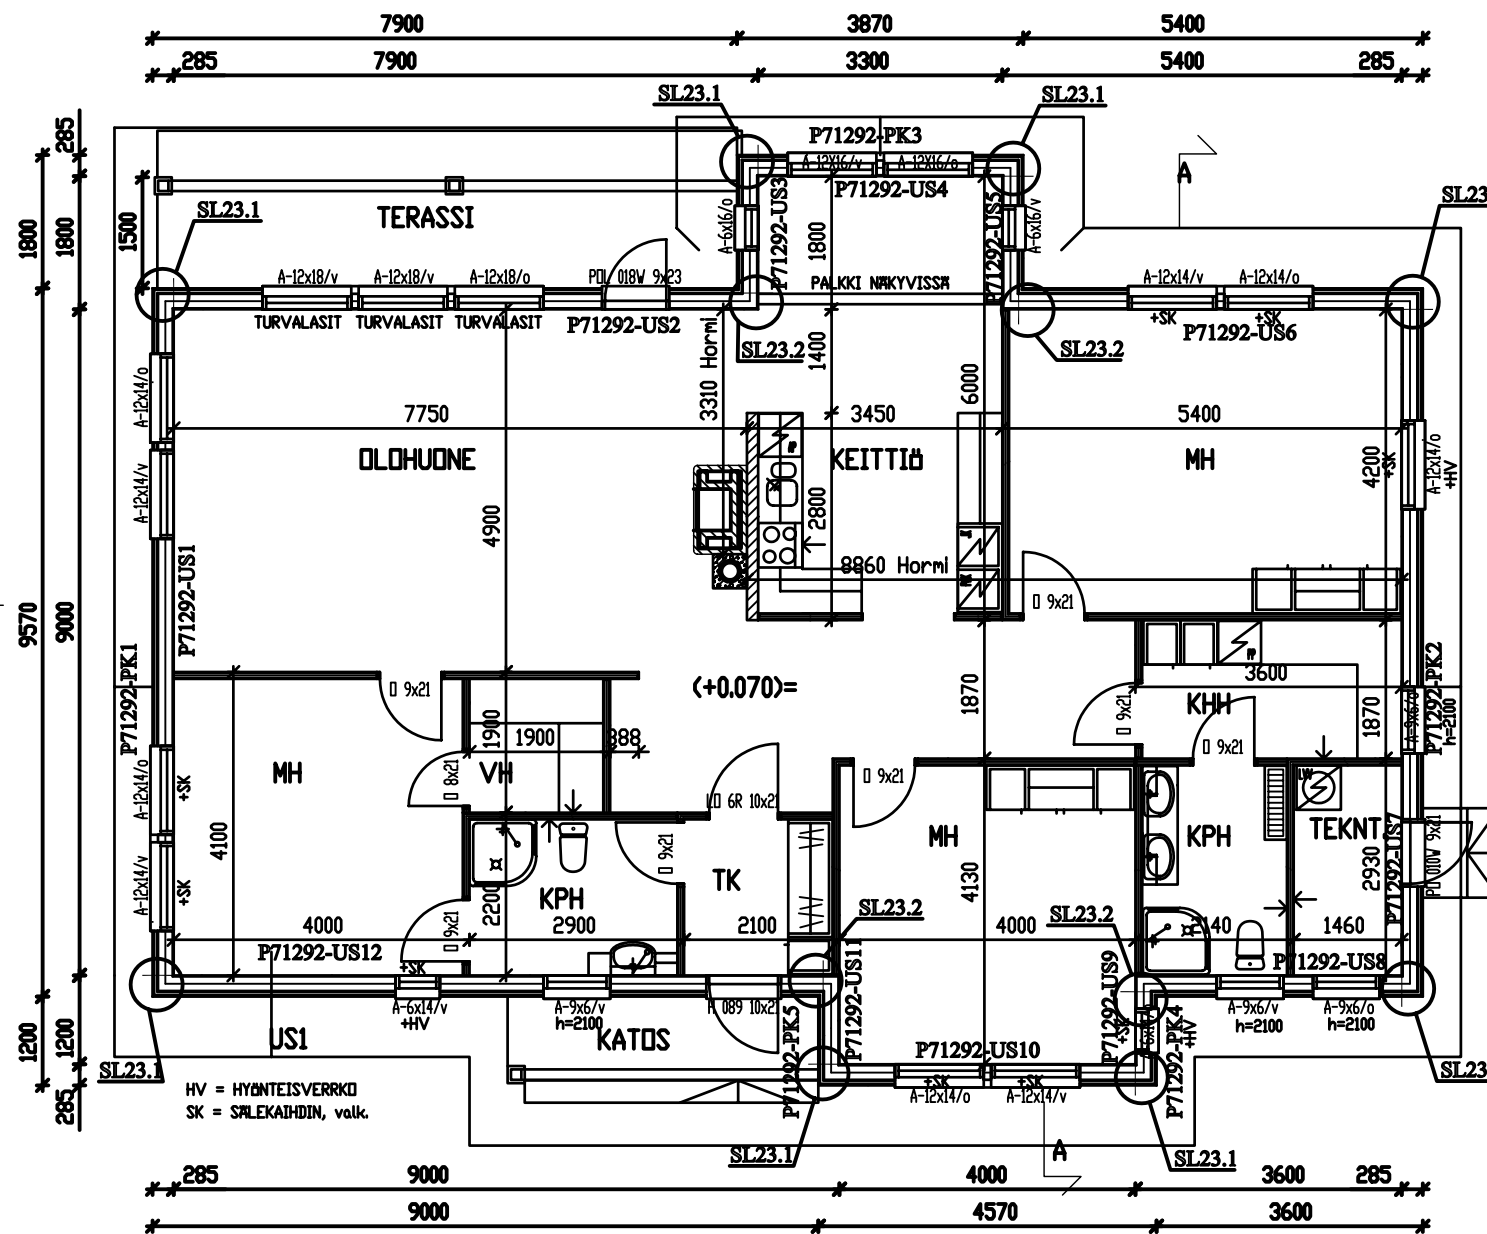 7900 3870 5400
285 7900 3300 5400 285
SL23.1 SL23.1
P71292-PK3
A-12X16/v A-12X16/o
P71292-US4
A
SL23
285
1800 1800 1500
SL23.1
TERASSI
A-6x16/o
P71292-US3
1800
P71292-US5
A-6x16/v
A-12x18/v A-12x18/v A-12x18/o POL 018W 9x23
PALKKI NÄKYVISSÄ
A-12x14/v A-12x14/o
TURVALASIT TURVALASIT TURVALASIT
P71292-US2
+SK +SK
P71292-US6
SL23.2
SL23.2
3310 Hormi
1400
6000
A-12x14/o
7750 3450 5400
OLOHUONE KEITTIÖ MH
4200
+SK
A-12x14/o
+HV
A-12x14/v
4900
2800
P71292-US1
8860 Hormi
O 9x21
9570 9000
P71292-PK1
O 9x21
(+0.070)=
1870
3600
KHH
O 9x21
O 9x21
1870
A-9x6/o
P71292-PK2
h=2100
1900
1900 888
MH
VH
O 8x21
LO 6R 10x21
O 9x21
A-12x14/o
+SK
LW
4100
MH KPH TEKNT.
P71292-US7
PO 010W 9x21
O 9x21
TK
KPH
2200
4130
2930
A-12x14/v
+SK
SL23.2
SL23.2
4000 2900 2100 4000 2140 1460
O 9x21
P71292-US12
+SK
P71292-US8
A-6x14/v
+HV
A-9x6/v
h=2100
H 089 10x21
P71292-US11
P71292-US9
A-9x6/v
h=2100
A-9x6/o
h=2100
1200 1200
US1
KATOS
P71292-PK5
P71292-US10
+SK
P71292-PK4
+HV
SL23.1
SL23
+SK +SK
A-12x14/o A-12x14/v
285
HV = HYÖNTEISVERKKO
SK = SÄLEKAIHDIN, valk.
SL23.1
A
SL23.1
285 9000 4000 3600 285
9000 4570 3600